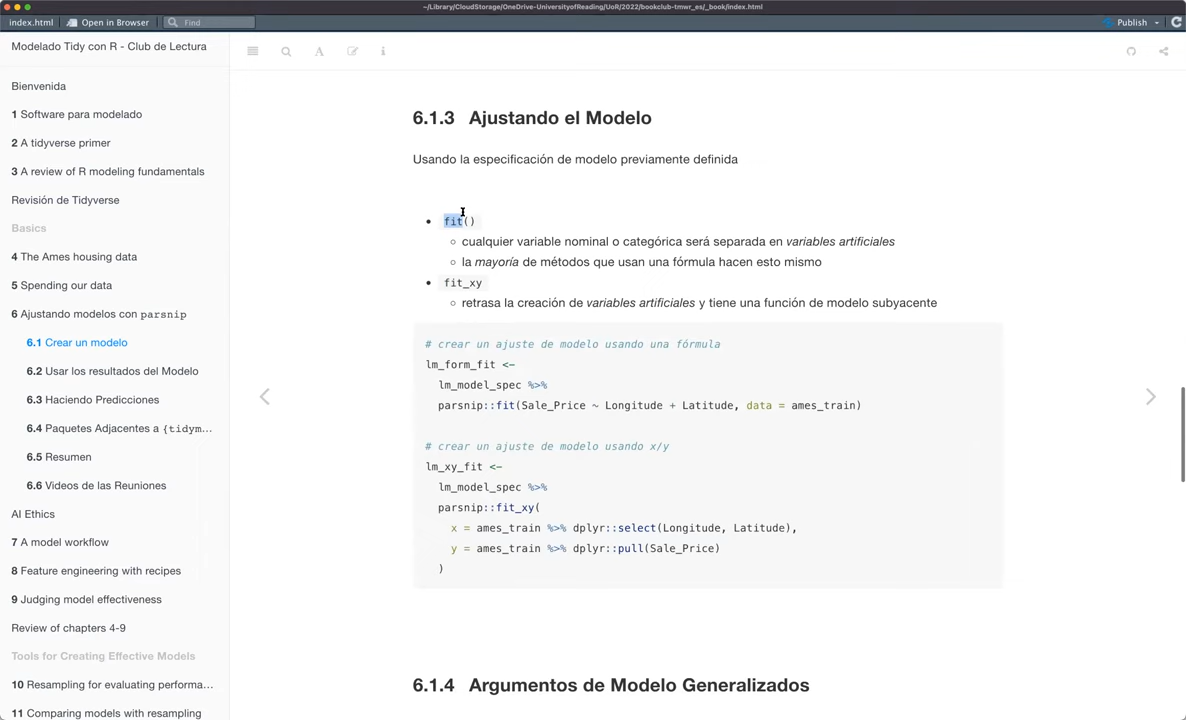 ~/Library/CloudStorage/OneDrive-UniversityofReading/UoR/2022/bookclub-tmwr_es/_book/index.html
index.html
Open in Browser
Find
Publish
Modelado Tidy con R - Club de Lectura
Bienvenida
1 Software para modelado
2 A tidyverse primer
3 A review of R modeling fundamentals
Revisión de Tidyverse
Basics
4 The Ames housing data
5 Spending our data
6 Ajustando modelos con parsnip
6.1 Crear un modelo
6.2 Usar los resultados del Modelo
6.3 Haciendo Predicciones
6.4 Paquetes Adjacentes a {tidym...
6.5 Resumen
6.6 Videos de las Reuniones
AI Ethics
7 A model workflow
8 Feature engineering with recipes
9 Judging model effectiveness
Review of chapters 4-9
Tools for Creating Effective Models
10 Resampling for evaluating performa...
11 Comparing models with resampling
6.1.3 Ajustando el Modelo
Usando la especificación de modelo previamente definida
fit()
cualquier variable nominal o categórica será separada en variables artificiales
la mayoría de métodos que usan una fórmula hacen esto mismo
fit_xy
retrasa la creación de variables artificiales y tiene una función de modelo subyacente
# crear un ajuste de modelo usando una fórmula
lm_form_fit <-
lm_model_spec %>%
parsnip::fit(Sale_Price ~ Longitude + Latitude, data = ames_train)
# crear un ajuste de modelo usando x/y
lm_xy_fit <-
lm_model_spec %>%
parsnip::fit_xy(
x = ames_train %>% dplyr::select(Longitude, Latitude),
y = ames_train %>% dplyr::pull(Sale_Price)
)
6.1.4 Argumentos de Modelo Generalizados